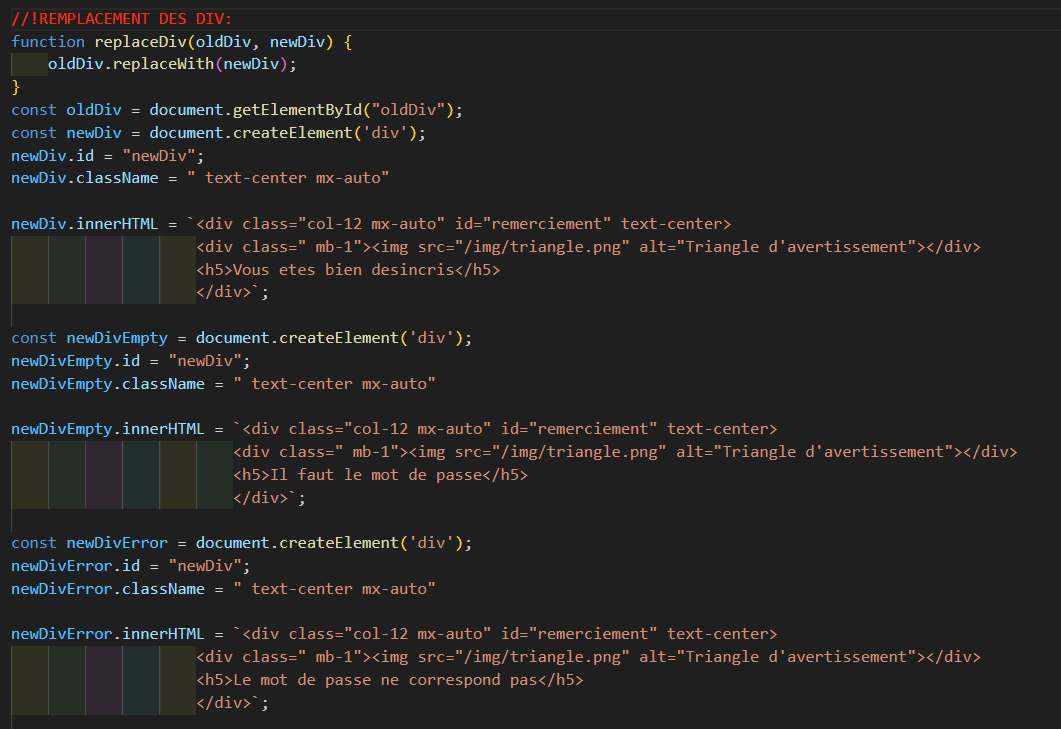 //!REMPLACEMENT DES DIV:
function replaceDiv(oldDiv, newDiv) {
    oldDiv.replaceWith(newDiv);
}
const oldDiv = document.getElementById("oldDiv");
const newDiv = document.createElement('div');
newDiv.id = "newDiv";
newDiv.className = " text-center mx-auto"

newDiv.innerHTML = `<div class="col-12 mx-auto" id="remerciement" text-center>
                    <div class=" mb-1"><img src="/img/triangle.png" alt="Triangle d'avertissement"></div>
                    <h5>Vous etes bien desincris</h5>
                    </div>`;

const newDivEmpty = document.createElement('div');
newDivEmpty.id = "newDiv";
newDivEmpty.className = " text-center mx-auto"

newDivEmpty.innerHTML = `<div class="col-12 mx-auto" id="remerciement" text-center>
                        <div class=" mb-1"><img src="/img/triangle.png" alt="Triangle d'avertissement"></div>
                        <h5>Il faut le mot de passe</h5>
                        </div>`;

const newDivError = document.createElement('div');
newDivError.id = "newDiv";
newDivError.className = " text-center mx-auto"

newDivError.innerHTML = `<div class="col-12 mx-auto" id="remerciement" text-center>
                    <div class=" mb-1"><img src="/img/triangle.png" alt="Triangle d'avertissement"></div>
                    <h5>Le mot de passe ne correspond pas</h5>
                    </div>`;